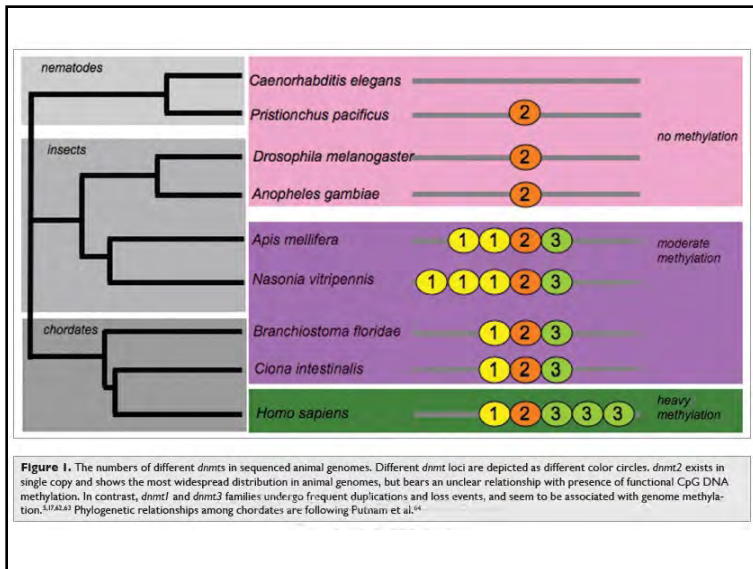 nematodes
Caenorhabditis elegans
Pristionchus pacificus
2
no methylation
insects
Drosophila melanogaster
2
Anopheles gambiae
2
Apis mellifera
1 1 2 3
moderate
methylation
Nasonia vitripennis
1 1 1 2 3
chordates
Branchiostoma floridae
1 2 3
Ciona intestinalis
1 2 3
Homo sapiens
1 2 3 3 3
heavy
methylation
Figure 1. The numbers of different dnmts in sequenced animal genomes. Different dnmt loci are depicted as different color circles. dnmt2 exists in
single copy and shows the most widespread distribution in animal genomes, but bears an unclear relationship with presence of functional CpG DNA
methylation. In contrast, dnmt1 and dnmt3 families undergo frequent duplications and loss events, and seem to be associated with genome methyla-
tion.5,17,62,63 Phylogenetic relationships among chordates are following Putnam et al.64